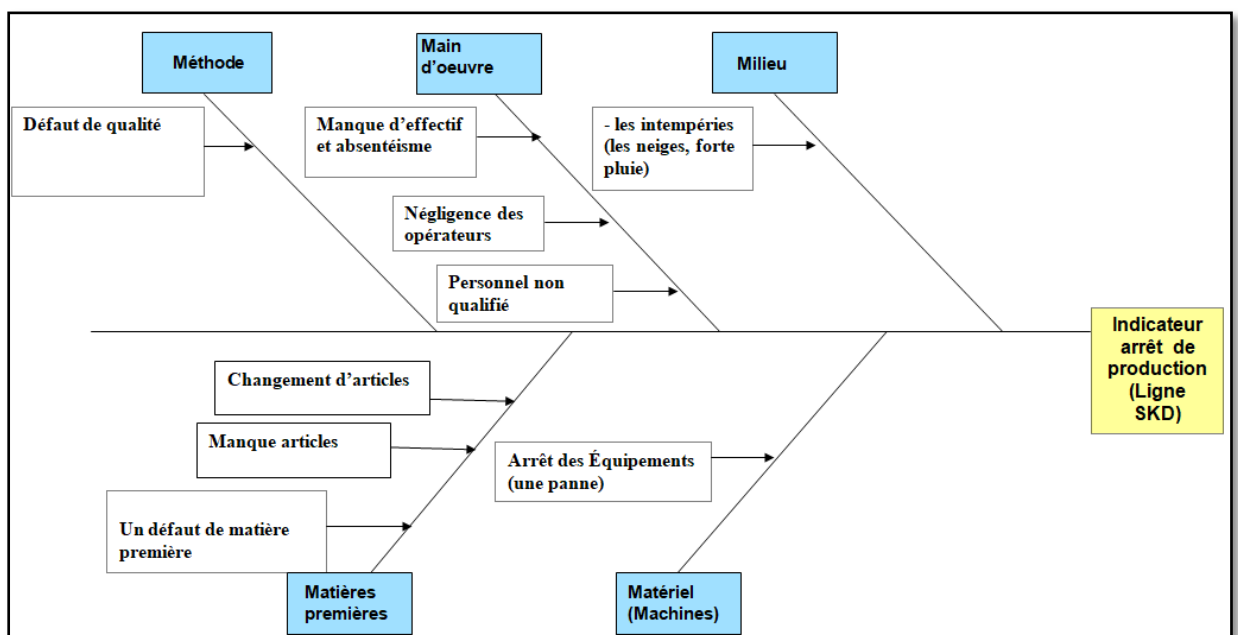 Méthode
Main
d'oeuvre
Milieu
Défaut de qualité
Manque d'effectif
et absentéisme
- les intempéries
(les neiges, forte
pluie)
Négligence des
opérateurs
Personnel non
qualifié
Indicateur
arrêt de
production
(Ligne
SKD)
Changement d'articles
Manque articles
Arrêt des Équipements
(une panne)
Un défaut de matière
première
Matières
premières
Matériel
(Machines)